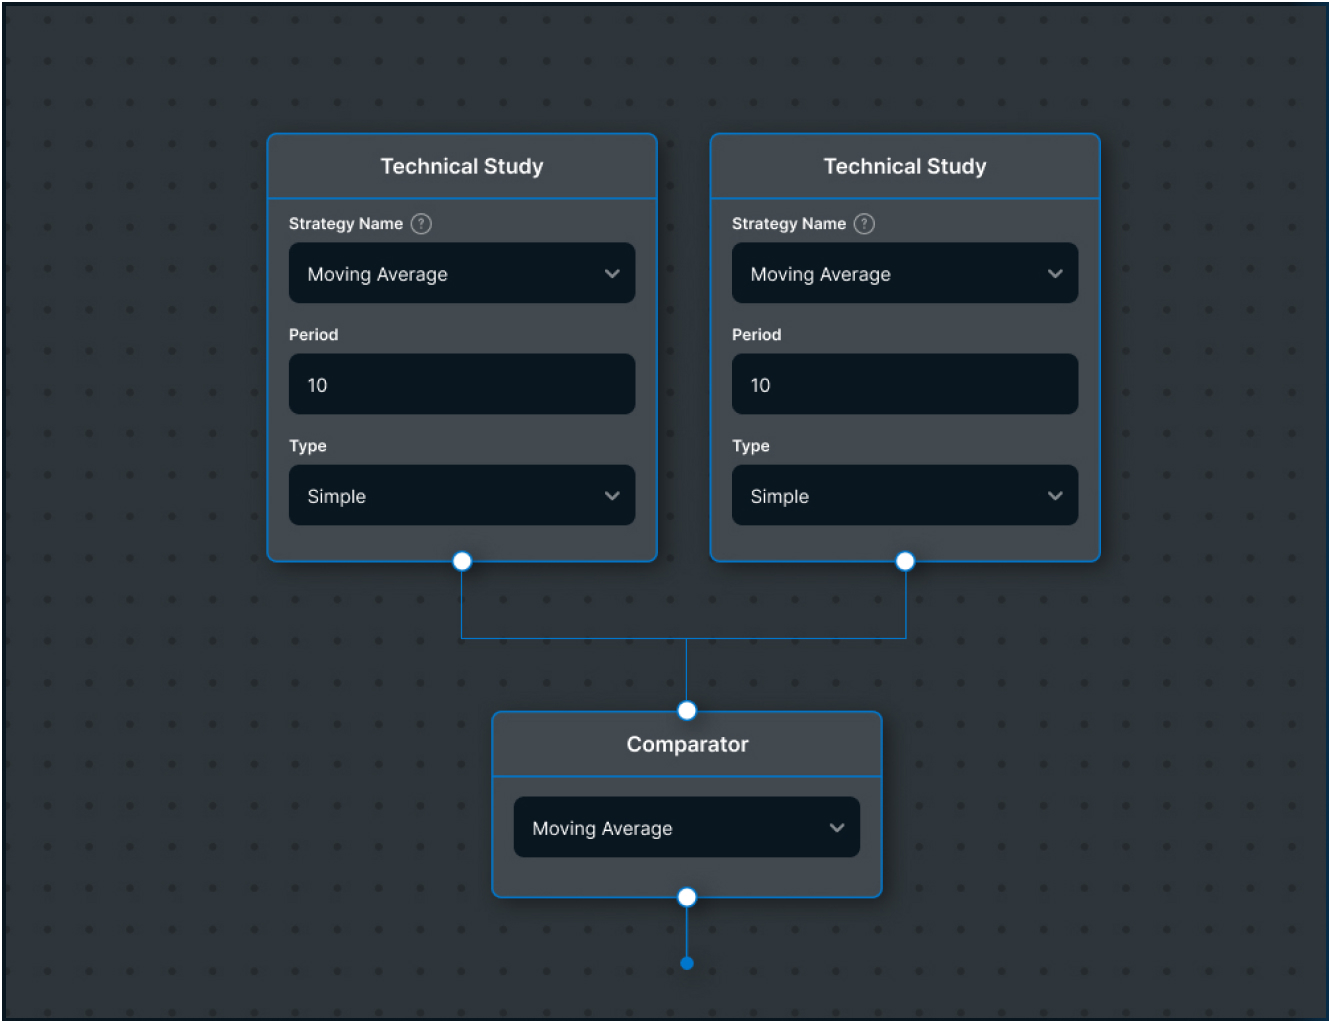 Technical Study
Strategy Name ?
Moving Average
Period
10
Type
Simple
Technical Study
Strategy Name ?
Moving Average
Period
10
Type
Simple
Comparator
Moving Average